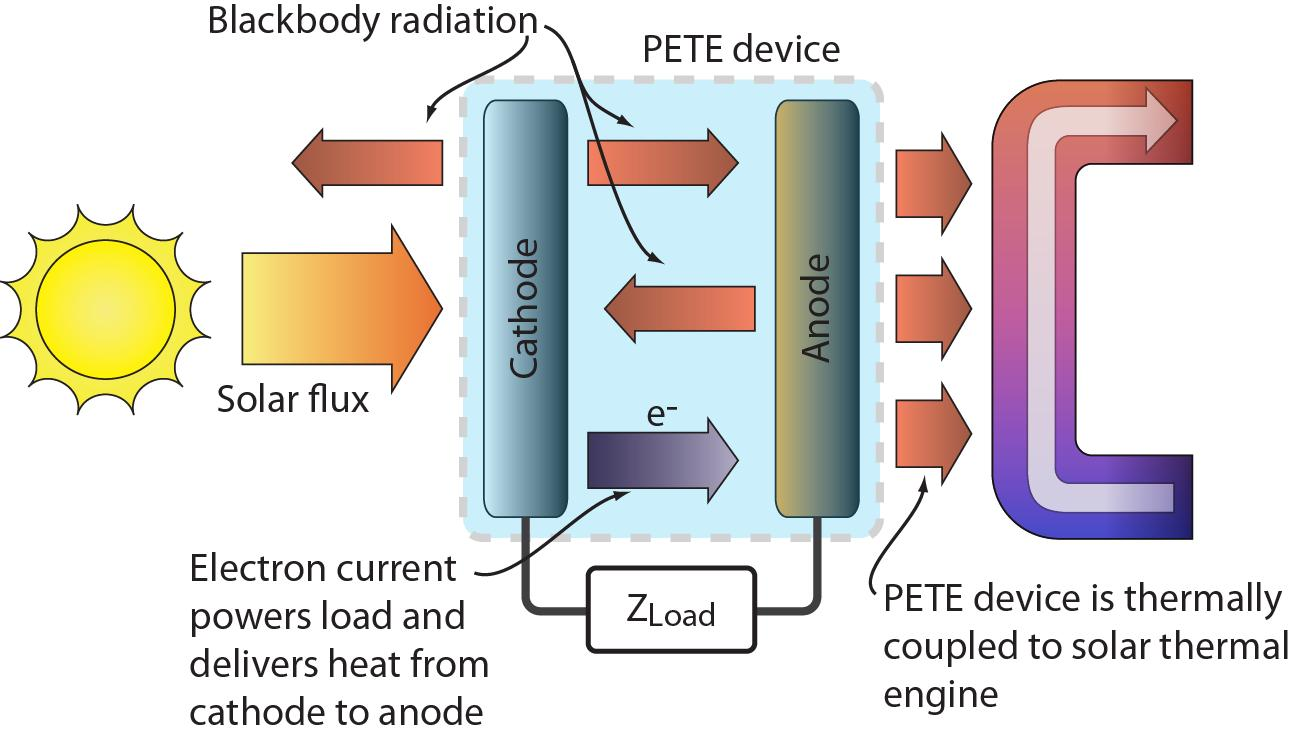 Blackbody radiation
PETE device
Cathode
Anode
Solar flux
e-
Electron current
powers load and
delivers heat from
cathode to anode
ZLoad
PETE device is thermally
coupled to solar thermal
engine